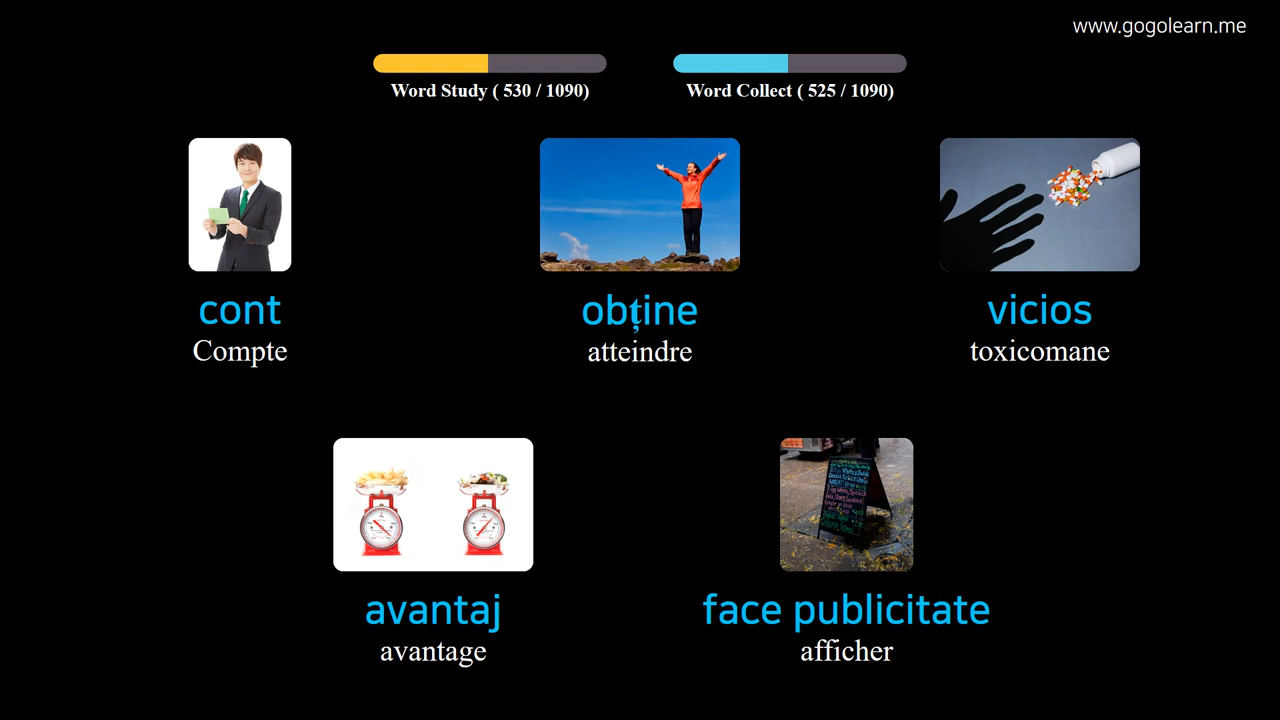 www.gogolearn.me
Word Study ( 530 / 1090)
Word Collect ( 525 / 1090)
cont
Compte
obține
atteindre
vicios
toxicomane
avantaj
avantage
face publicitate
afficher